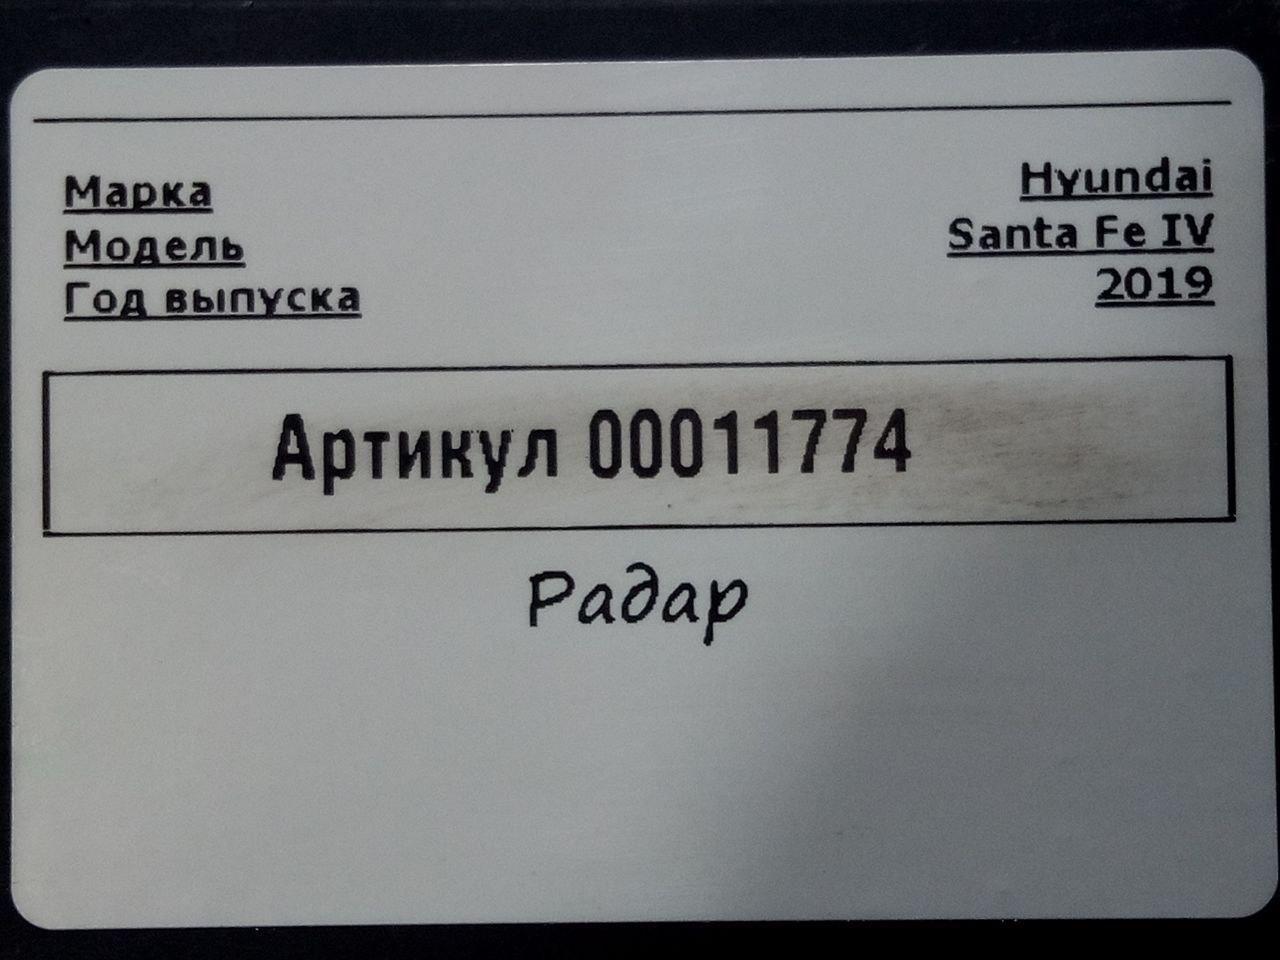 Марка Hyundai
Модель Santa Fe IV
Год выпуска 2019
Артикул 00011774
Радар